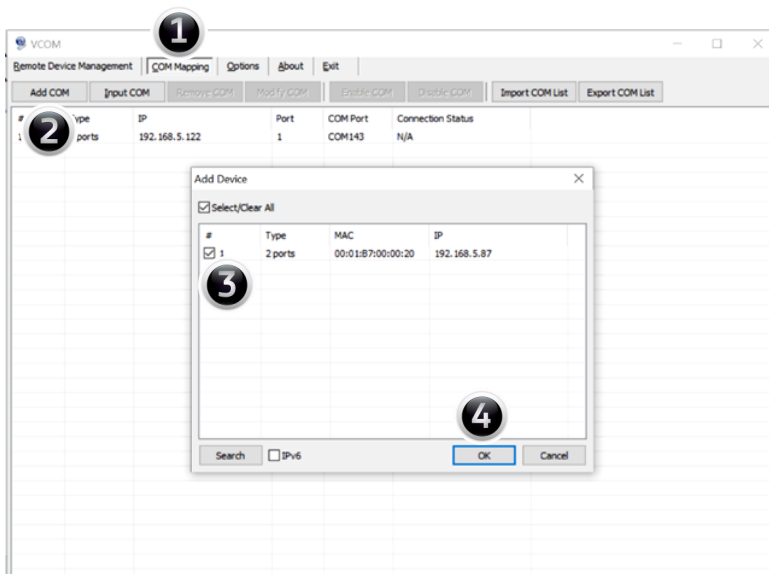 1
VCOM
Remote Device Management COM Mapping Options About Exit
Add COM Input COM Remove COM Modify COM Enable COM Disable COM Import COM List Export COM List
# ype IP Port COM Port Connection Status
2
1 ports 192.168.5.122 1 COM143 N/A
Add Device
Select/Clear All
# Type MAC IP
1 2 ports 00:01:B7:00:00:20 192.168.5.87
3
4
Search IPv6 OK Cancel